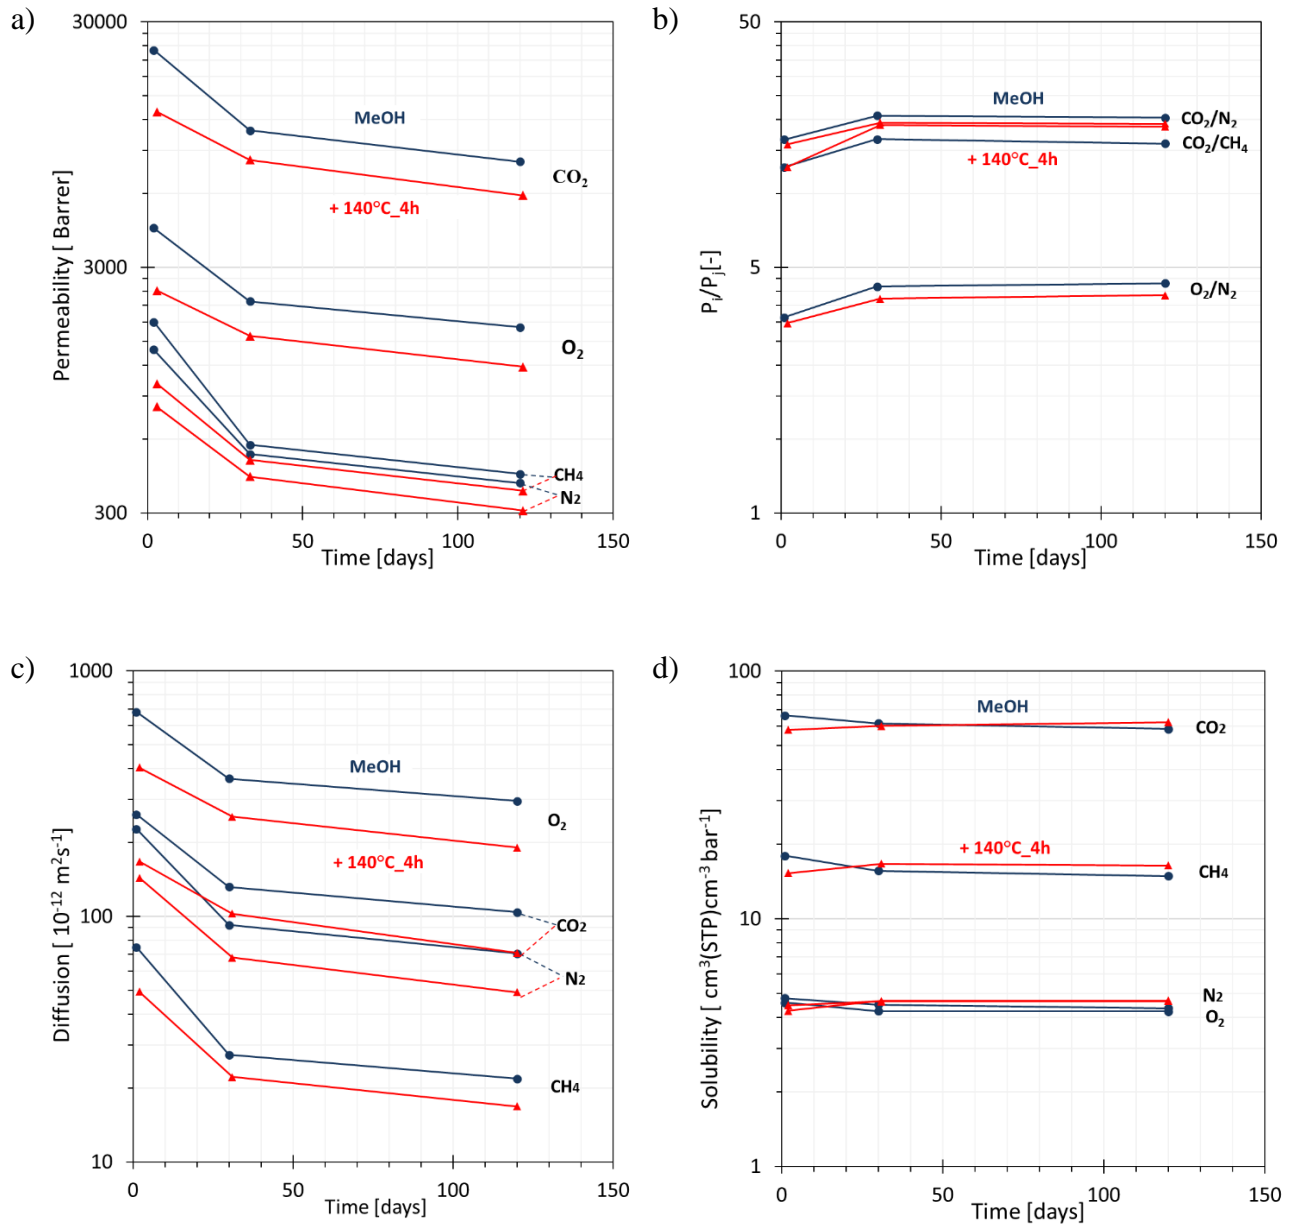 a)
30000
3000
300
Permeability [ Barrer]
MeOH
+ 140°C_4h
CO2
O2
CH4
N2
0 50 100 150
Time [days]
b)
50
5
1
Pi/Pj[-]
MeOH
CO2/N2
CO2/CH4
+ 140°C_4h
O2/N2
0 50 100 150
Time [days]
c)
1000
100
10
Diffusion [ 10-12 m2s-1]
MeOH
O2
+ 140°C_4h
CO2
N2
CH4
0 50 100 150
Time [days]
d)
100
10
1
Solubility [ cm3(STP)cm-3 bar-1]
MeOH
CO2
+ 140°C_4h
CH4
N2
O2
0 50 100 150
Time [days]